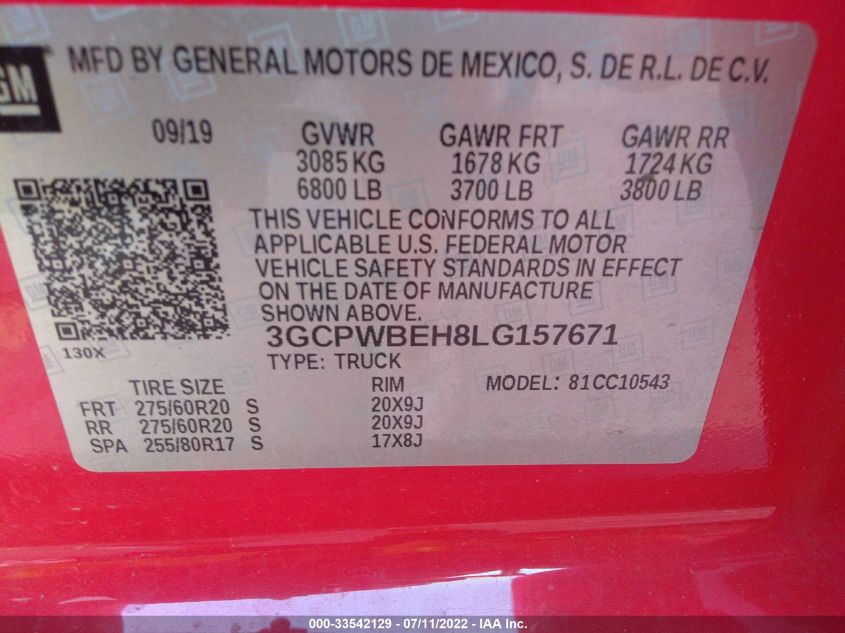 GM
MFD BY GENERAL MOTORS DE MEXICO, S. DE R.L. DE C.V.
09/19 GVWR GAWR FRT GAWR RR
3085 KG 1678 KG 1724 KG
6800 LB 3700 LB 3800 LB
THIS VEHICLE CONFORMS TO ALL
APPLICABLE U.S. FEDERAL MOTOR
VEHICLE SAFETY STANDARDS IN EFFECT
ON THE DATE OF MANUFACTURE
SHOWN ABOVE.
130X
3GCPWBEH8LG157671
TYPE: TRUCK
TIRE SIZE RIM MODEL: 81CC10543
FRT 275/60R20 S 20X9J
RR 275/60R20 S 20X9J
SPA 255/80R17 S 17X8J
000-33542129 - 07/11/2022 - IAA Inc.